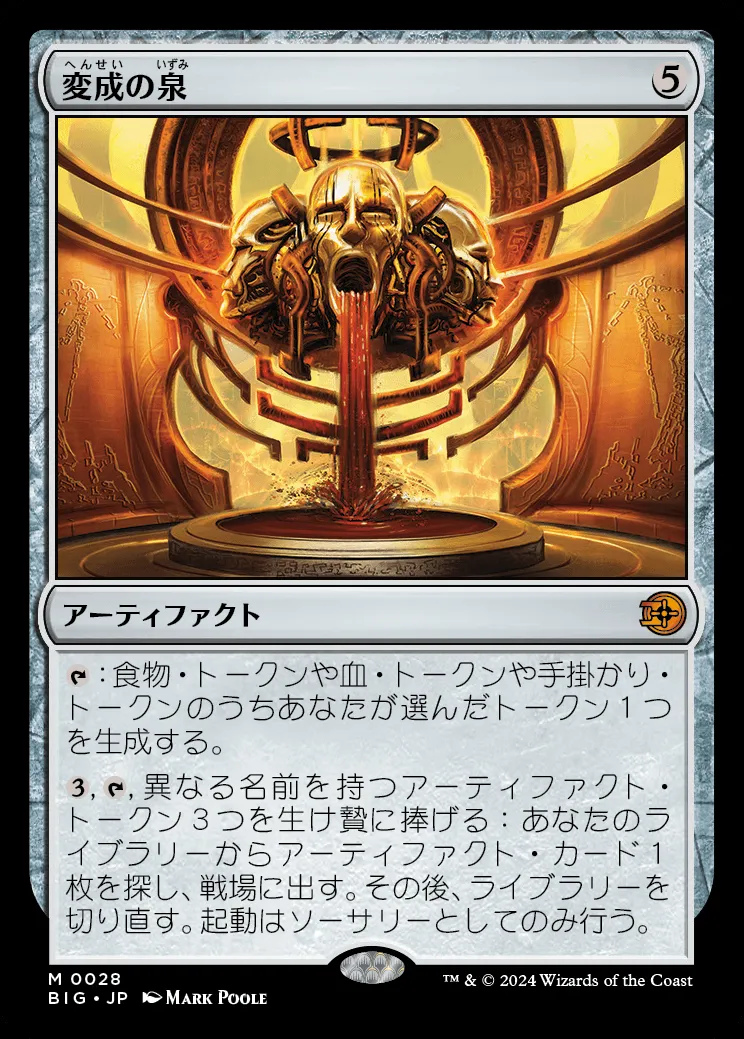 へんせい いずみ
変成の泉
5
アーティファクト
:食物・トークンや血・トークンや手掛かり・
トークンのうちあなたが選んだトークン1つ
を生成する。
3, , 異なる名前を持つアーティファクト・
トークン3つを生け贄に捧げる:あなたのラ
イブラリーからアーティファクト・カード1
枚を探し、戦場に出す。その後、ライブラリーを
切り直す。起動はソーサリーとしてのみ行う。
M 0028
BIG • JP MARK POOLE
™ & © 2024 Wizards of the Coast